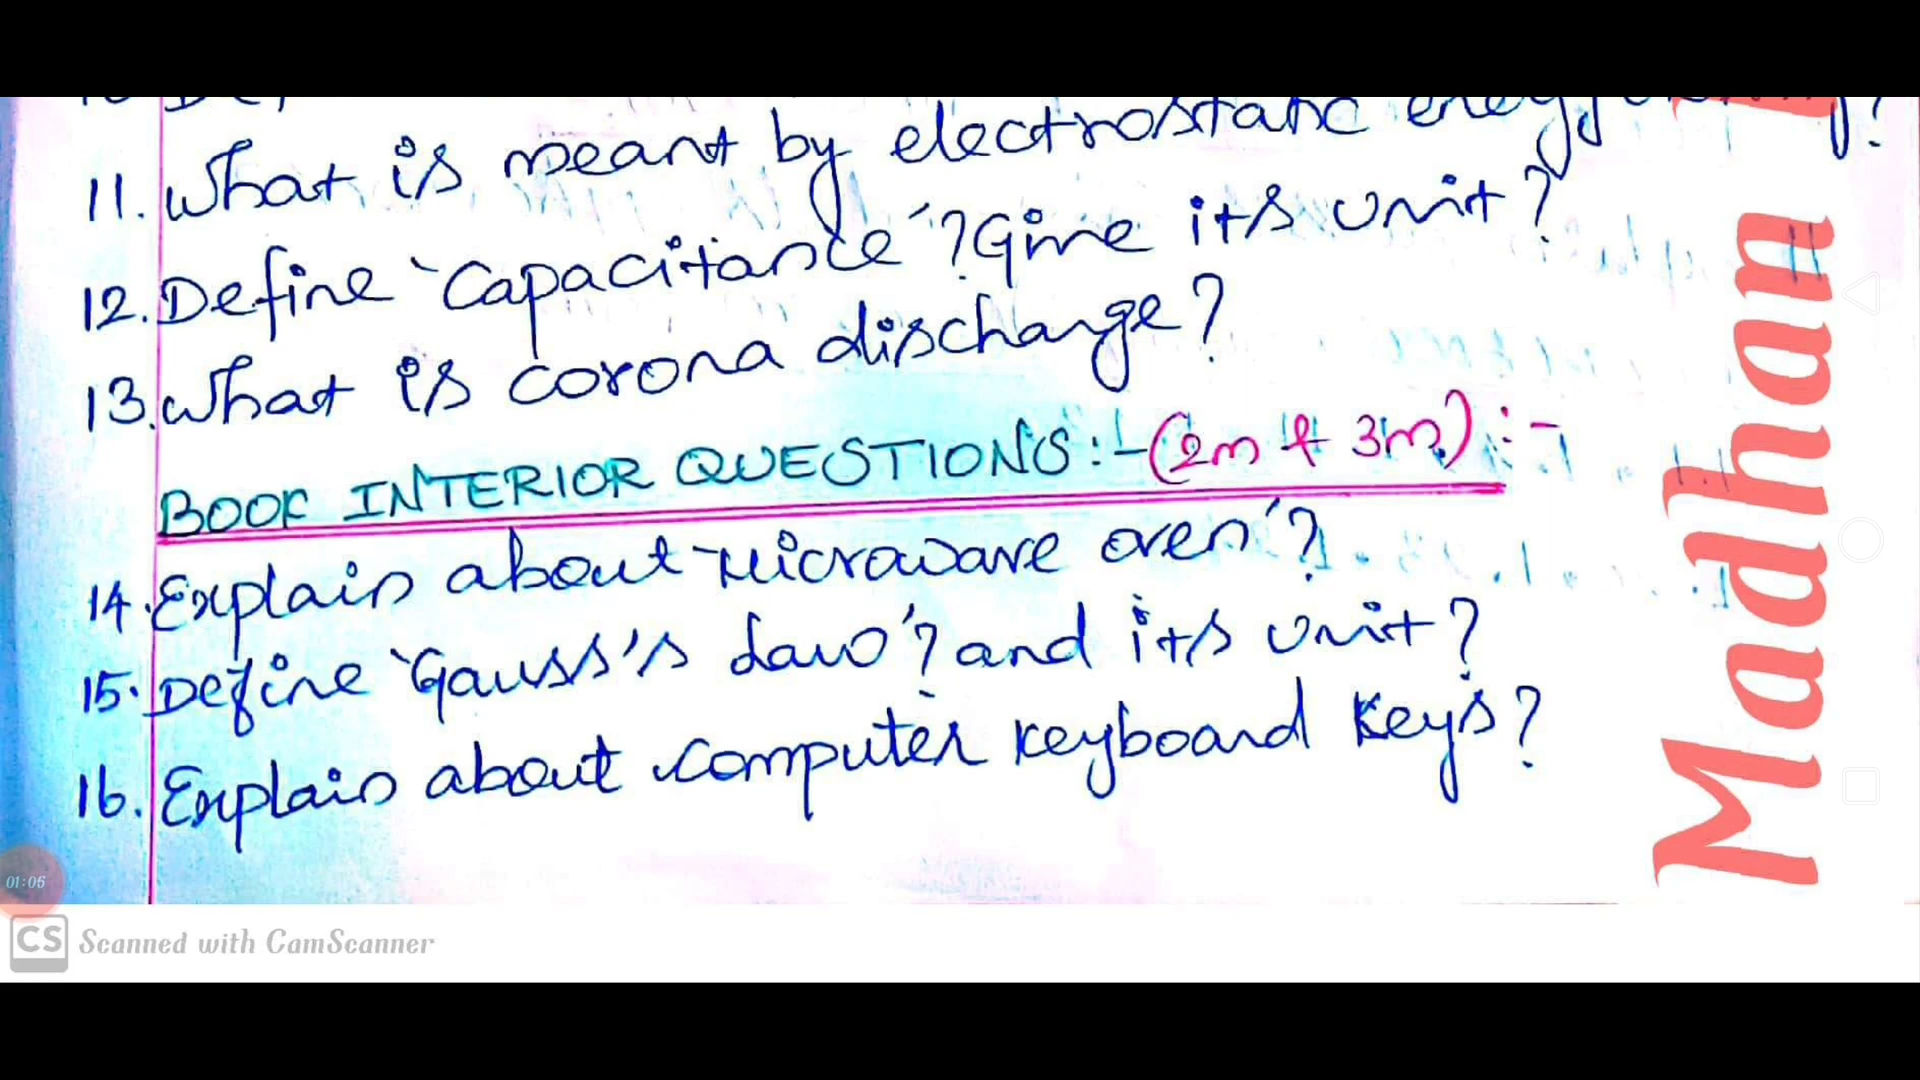 11. What is meant by electrostatic energy
12. Define `Capacitance´? Give its unit?
13. What is corona discharge?
BOOK INTERIOR QUESTIONS:-(2m & 3m):-
14. Explain about `Microwave oven´?
15. Define `Gauss's law´? and its unit?
16. Explain about computer keyboard keys?
Madhan
01:06
CS Scanned with CamScanner